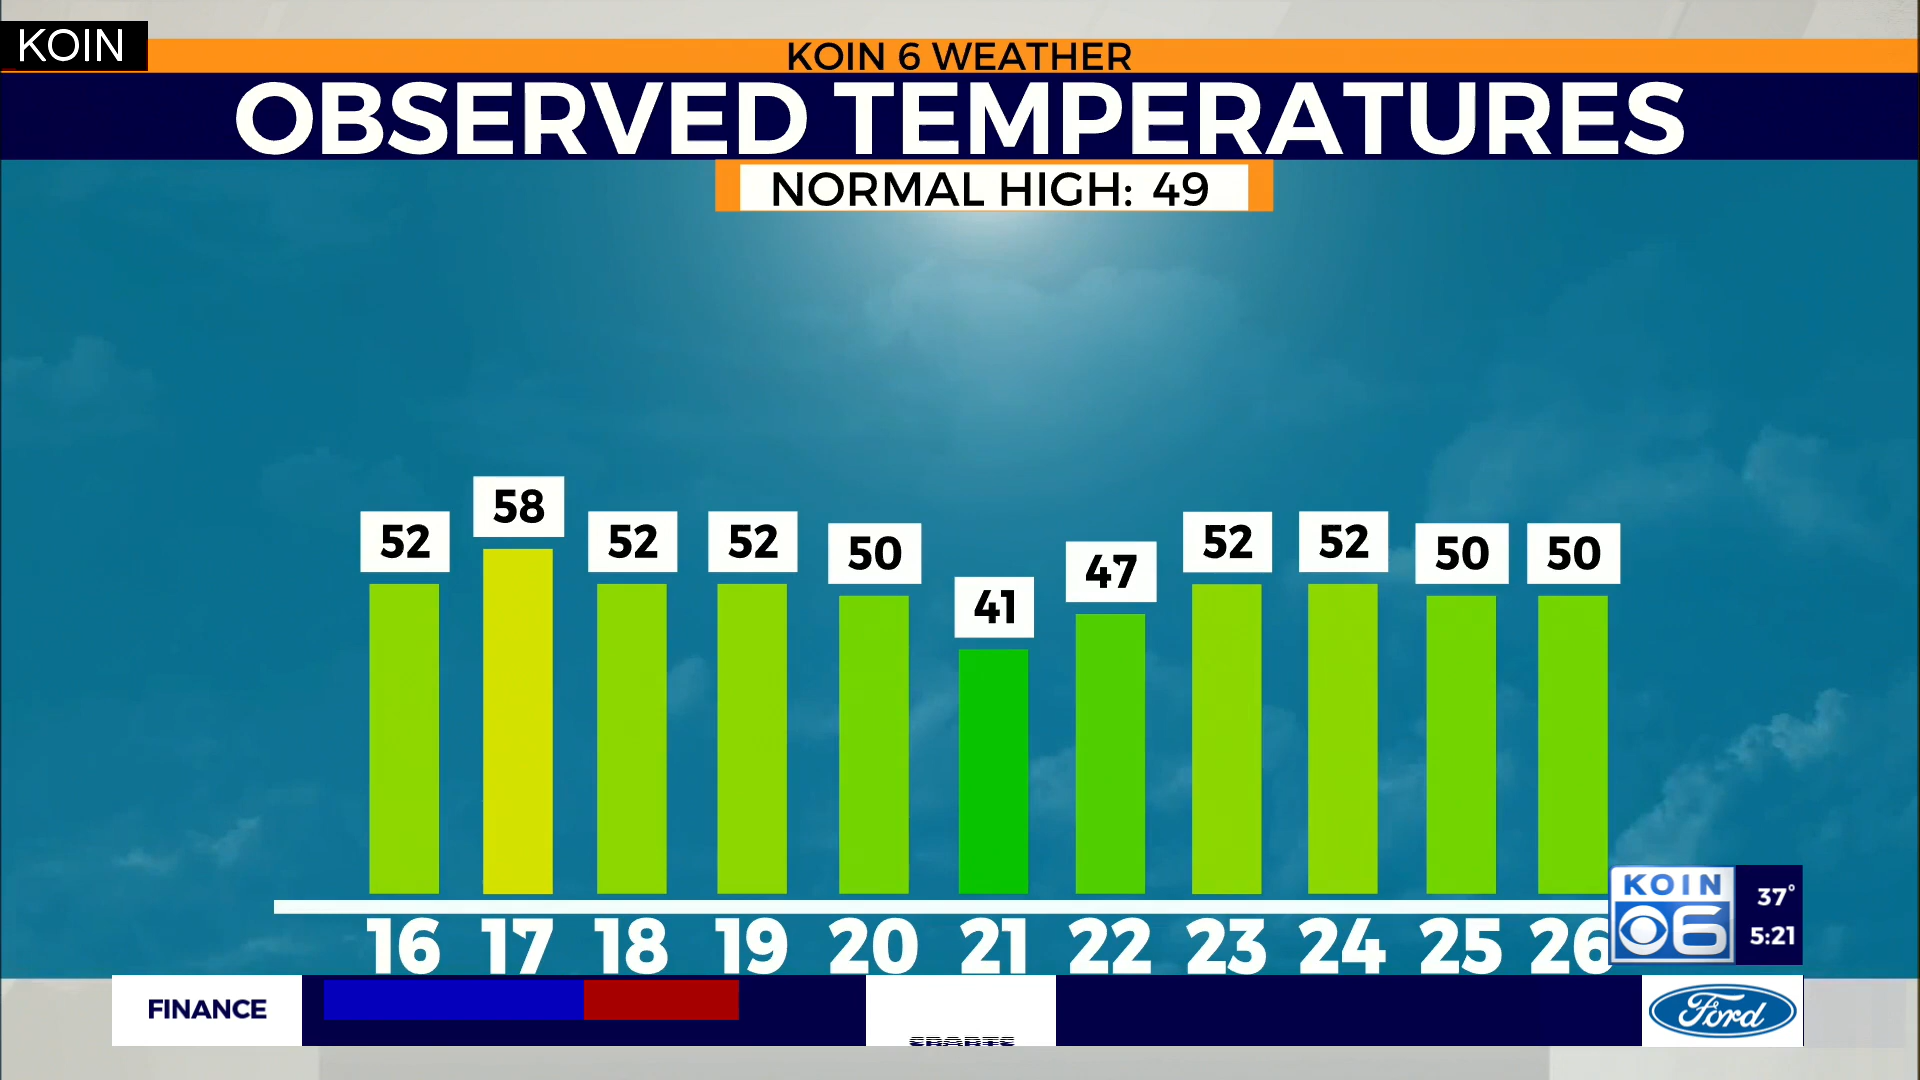 KOIN
KOIN 6 WEATHER
OBSERVED TEMPERATURES
NORMAL HIGH: 49
52 58 52 52 50 41 47 52 52 50 50
16 17 18 19 20 21 22 23 24 25 26
KOIN 6
37°
5:21
FINANCE
SPORTS
Ford